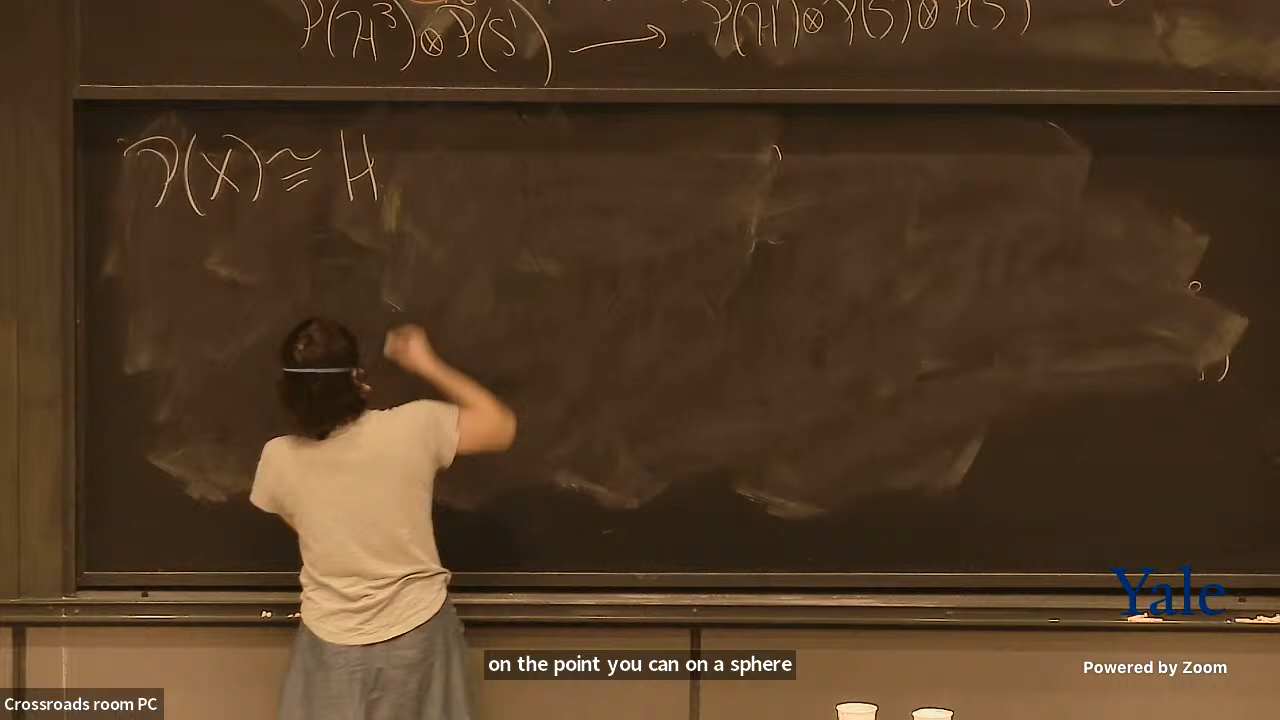 P(H³)⊗P(S¹) → P(H¹)⊗P(S)⊗P(S)
P(X) ≅ H
Yale
on the point you can on a sphere
Powered by Zoom
Crossroads room PC